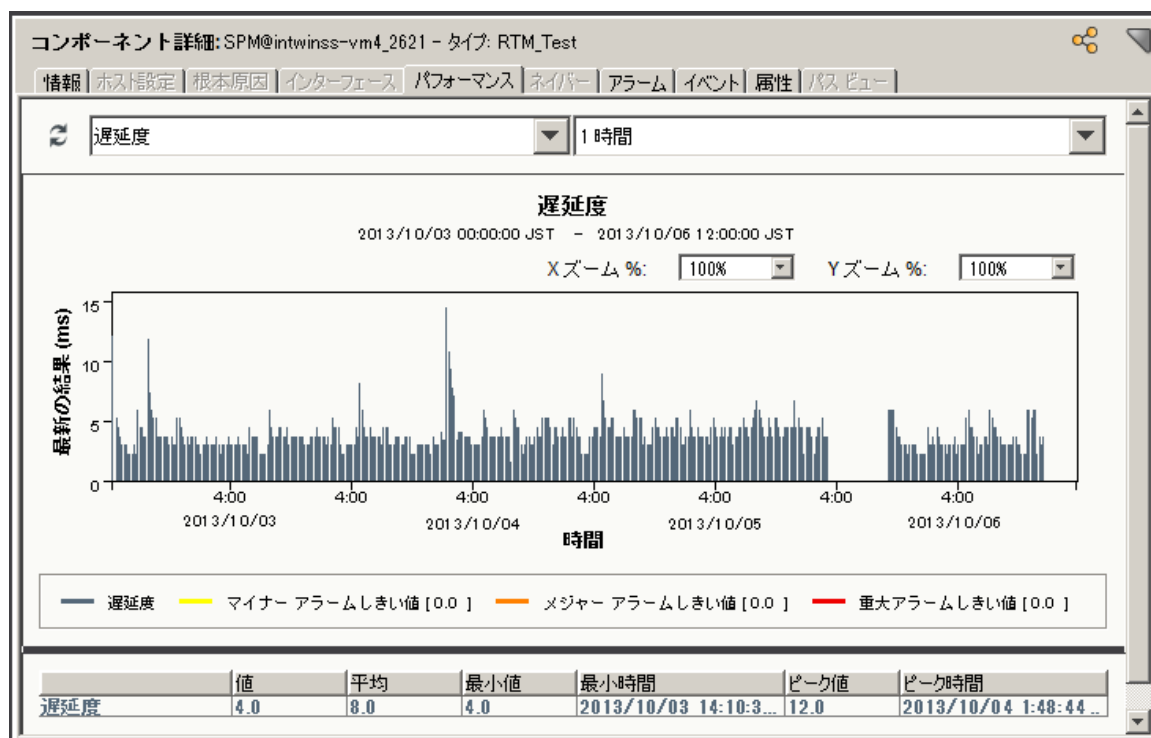 コンポーネント詳細:SPM@intwinss-vm4_2621 - タイプ: RTM_Test
情報 ホスト設定 根本原因 インターフェース パフォーマンス ネイバー アラーム イベント 属性 パス ビュー
遅延度 1 時間
遅延度
2013/10/03 00:00:00 JST - 2013/10/06 12:00:00 JST
X ズーム %: 100% Y ズーム %: 100%
最新の結果 (ms)
15
10
5
0
4:00 4:00 4:00 4:00 4:00 4:00 4:00
2013/10/03 2013/10/04 2013/10/05 2013/10/06
時間
遅延度 マイナー アラームしきい値 [ 0.0 ] メジャー アラームしきい値 [ 0.0 ] 重大アラームしきい値 [ 0.0 ]
値 平均 最小値 最小時間 ピーク値 ピーク時間
遅延度 4.0 8.0 4.0 2013/10/03 14:10:3... 12.0 2013/10/04 1:48:44 ...